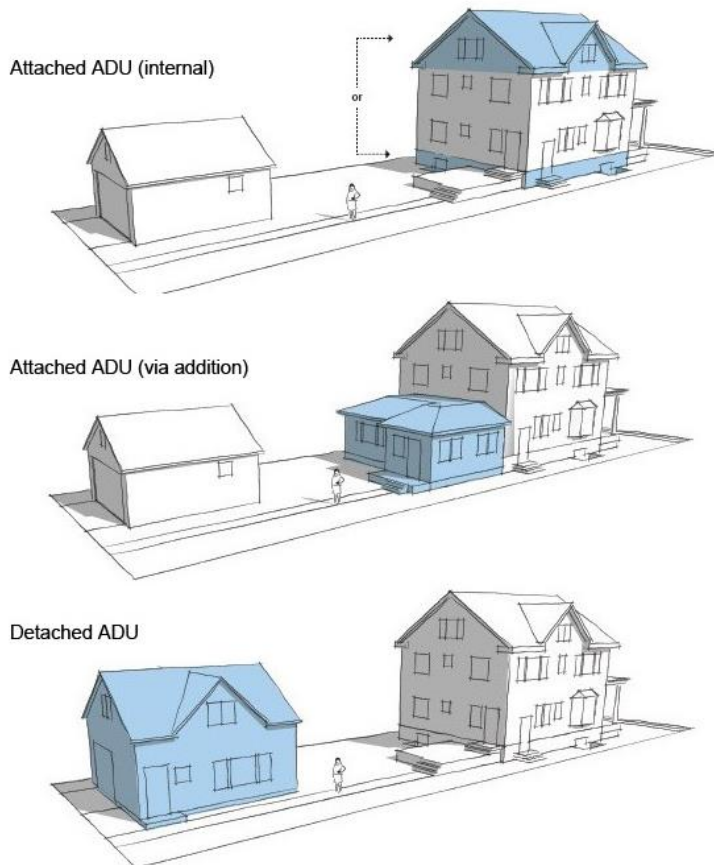 Attached ADU (internal)
or
Attached ADU (via addition)
Detached ADU